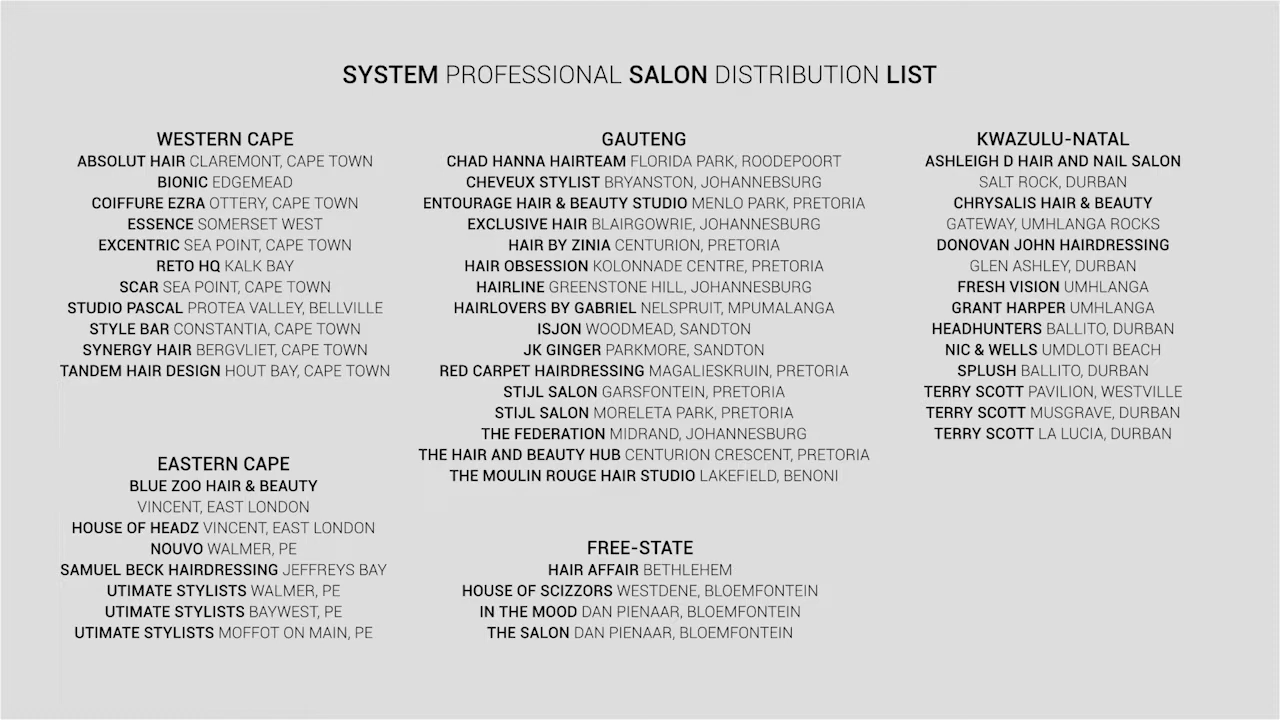 SYSTEM PROFESSIONAL SALON DISTRIBUTION LIST
WESTERN CAPE
ABSOLUT HAIR CLAREMONT, CAPE TOWN
BIONIC EDGEMEAD
COIFFURE EZRA OTTERY, CAPE TOWN
ESSENCE SOMERSET WEST
EXCENTRIC SEA POINT, CAPE TOWN
RETO HQ KALK BAY
SCAR SEA POINT, CAPE TOWN
STUDIO PASCAL PROTEA VALLEY, BELLVILLE
STYLE BAR CONSTANTIA, CAPE TOWN
SYNERGY HAIR BERGVLIET, CAPE TOWN
TANDEM HAIR DESIGN HOUT BAY, CAPE TOWN
EASTERN CAPE
BLUE ZOO HAIR & BEAUTY
VINCENT, EAST LONDON
HOUSE OF HEADZ VINCENT, EAST LONDON
NOUVO WALMER, PE
SAMUEL BECK HAIRDRESSING JEFFREYS BAY
UTIMATE STYLISTS WALMER, PE
UTIMATE STYLISTS BAYWEST, PE
UTIMATE STYLISTS MOFFOT ON MAIN, PE
GAUTENG
CHAD HANNA HAIRTEAM FLORIDA PARK, ROODEPOORT
CHEVEUX STYLIST BRYANSTON, JOHANNEBSURG
ENTOURAGE HAIR & BEAUTY STUDIO MENLO PARK, PRETORIA
EXCLUSIVE HAIR BLAIRGOWRIE, JOHANNESBURG
HAIR BY ZINIA CENTURION, PRETORIA
HAIR OBSESSION KOLONNADE CENTRE, PRETORIA
HAIRLINE GREENSTONE HILL, JOHANNESBURG
HAIRLOVERS BY GABRIEL NELSPRUIT, MPUMALANGA
ISJON WOODMEAD, SANDTON
JK GINGER PARKMORE, SANDTON
RED CARPET HAIRDRESSING MAGALIESKRUIN, PRETORIA
STIJL SALON GARSFONTEIN, PRETORIA
STIJL SALON MORELETA PARK, PRETORIA
THE FEDERATION MIDRAND, JOHANNESBURG
THE HAIR AND BEAUTY HUB CENTURION CRESCENT, PRETORIA
THE MOULIN ROUGE HAIR STUDIO LAKEFIELD, BENONI
FREE-STATE
HAIR AFFAIR BETHLEHEM
HOUSE OF SCIZZORS WESTDENE, BLOEMFONTEIN
IN THE MOOD DAN PIENAAR, BLOEMFONTEIN
THE SALON DAN PIENAAR, BLOEMFONTEIN
KWAZULU-NATAL
ASHLEIGH D HAIR AND NAIL SALON
SALT ROCK, DURBAN
CHRYSALIS HAIR & BEAUTY
GATEWAY, UMHLANGA ROCKS
DONOVAN JOHN HAIRDRESSING
GLEN ASHLEY, DURBAN
FRESH VISION UMHLANGA
GRANT HARPER UMHLANGA
HEADHUNTERS BALLITO, DURBAN
NIC & WELLS UMDLOTI BEACH
SPLUSH BALLITO, DURBAN
TERRY SCOTT PAVILION, WESTVILLE
TERRY SCOTT MUSGRAVE, DURBAN
TERRY SCOTT LA LUCIA, DURBAN